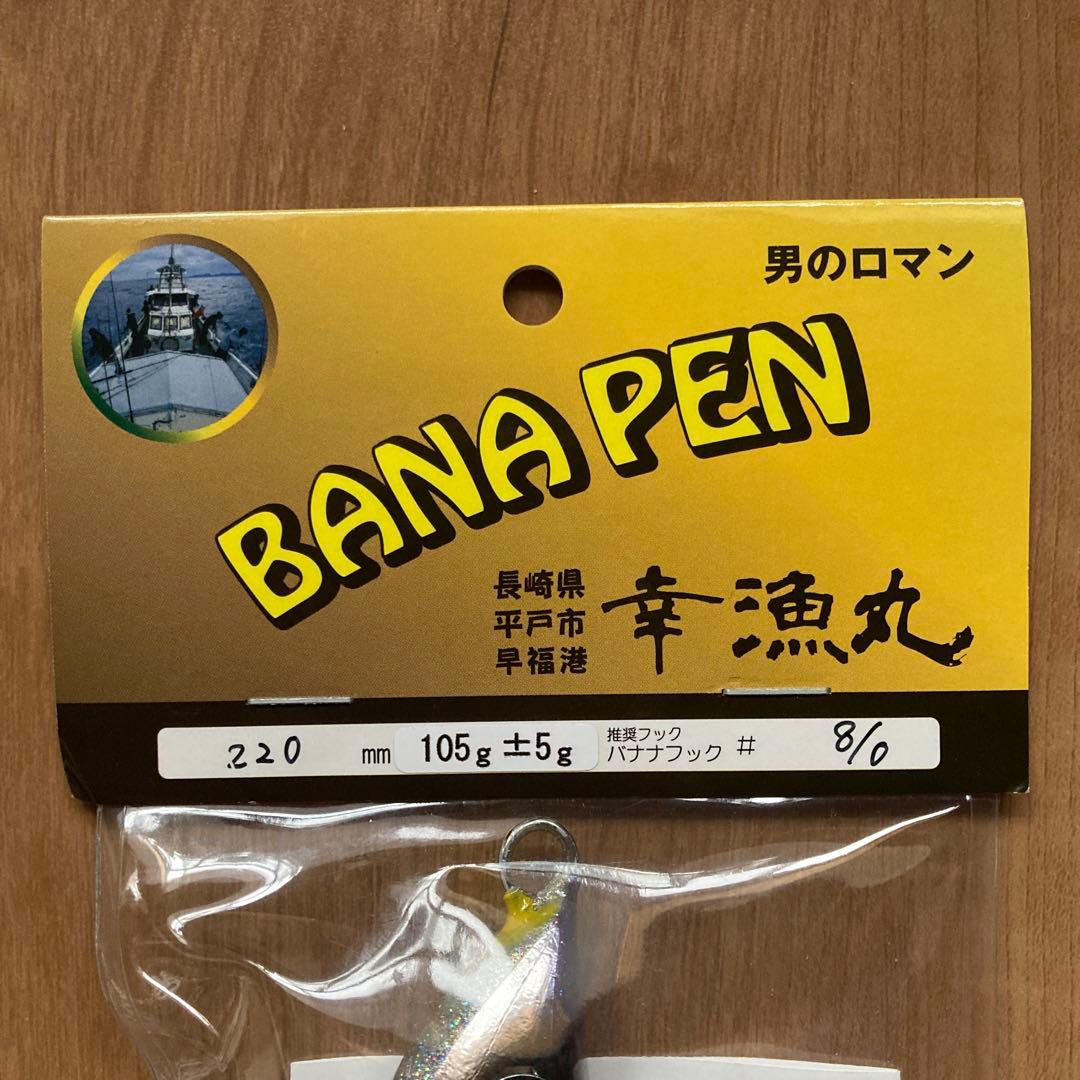 男のロマン
BANA PEN
長崎県
平戸市
早福港
幸漁丸
220 mm 105g ±5g 推奨フック
バナナフック # 8/0